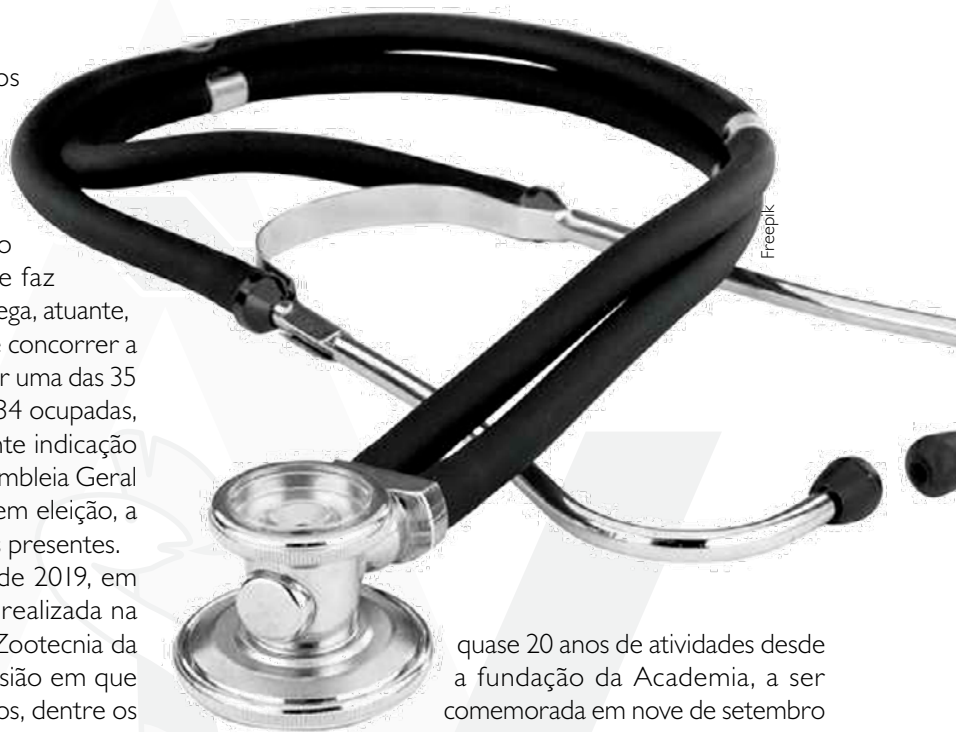 os
o
e faz
ega, atuante,
e concorrer a
r uma das 35
34 ocupadas,
nte indicação
mbleia Geral
em eleição, a
s presentes.
de 2019, em
realizada na
Zootecnia da
sião em que
os, dentre os
quase 20 anos de atividades desde
a fundação da Academia, a ser
comemorada em nove de setembro
Freepik